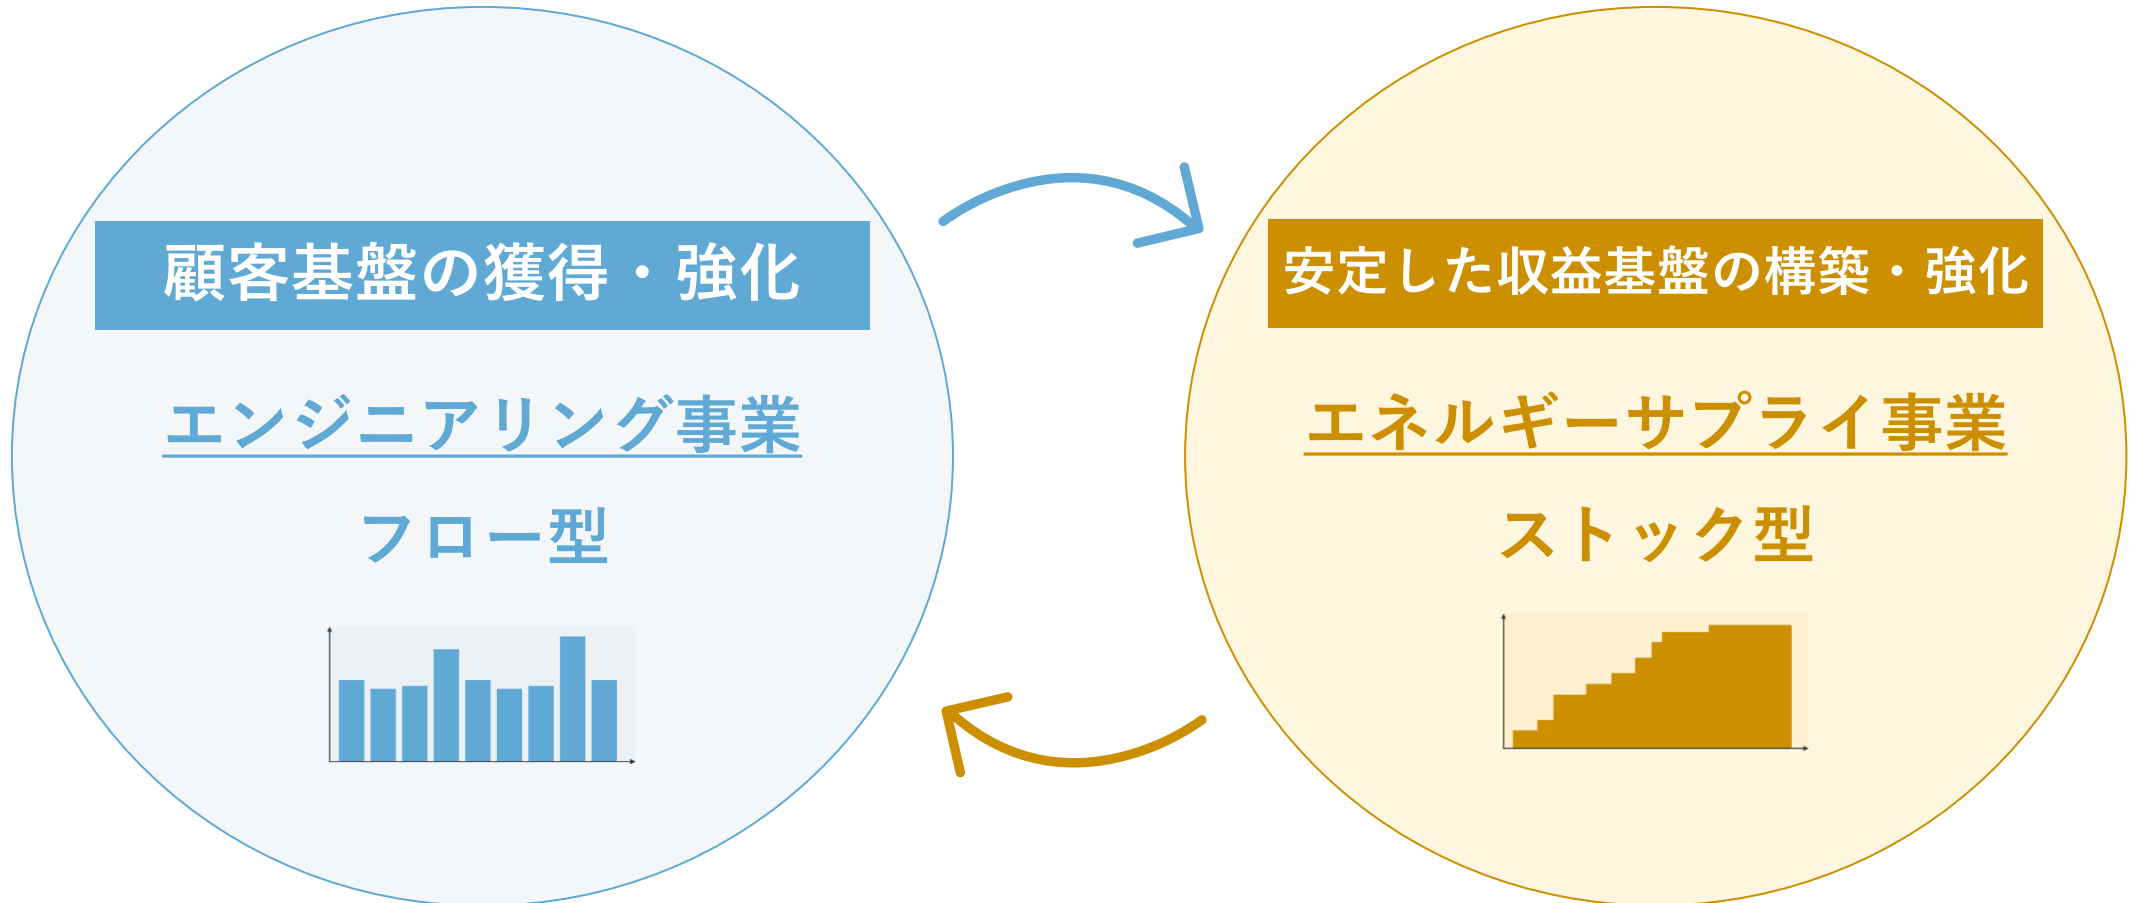 顧客基盤の獲得・強化
エンジニアリング事業
フロー型
安定した収益基盤の構築・強化
エネルギーサプライ事業
ストック型